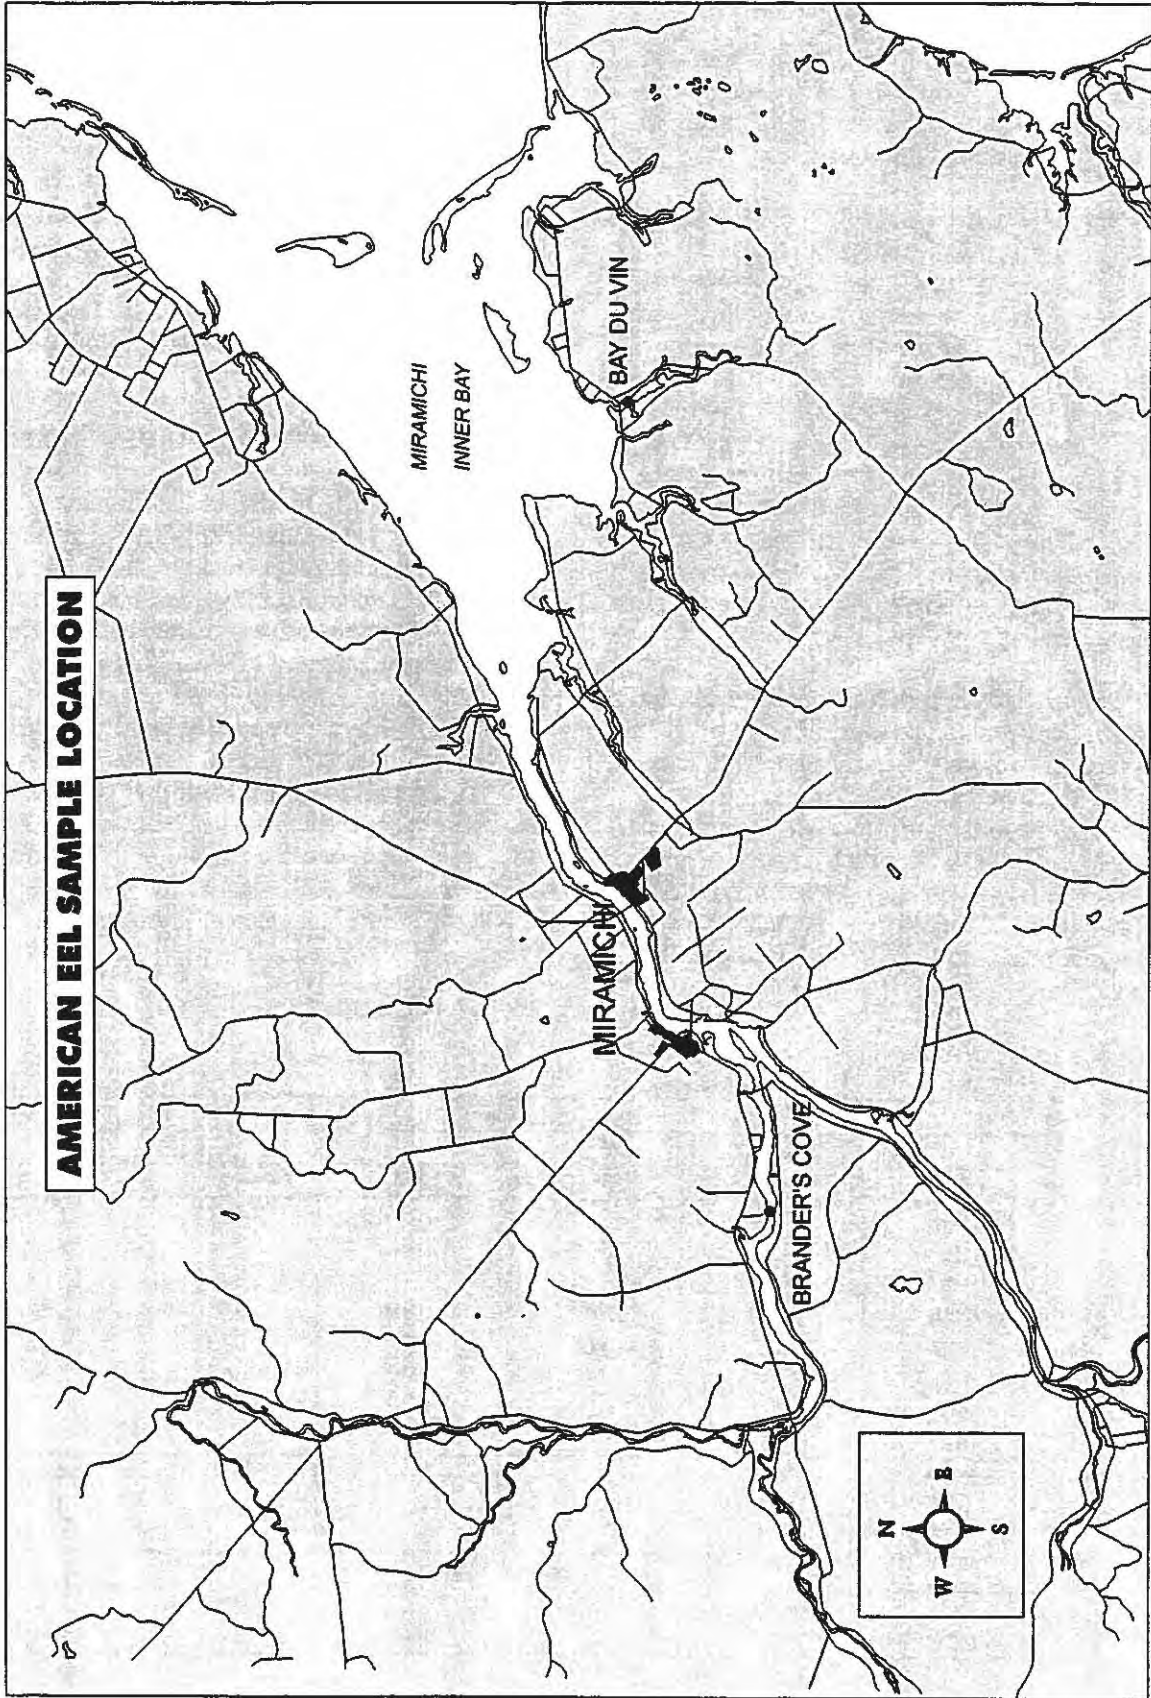 AMERICAN EEL SAMPLE LOCATION
MIRAMICHI
INNER BAY
BAY DU VIN
MIRAMICHI
BRANDER'S COVE
N
W
E
S